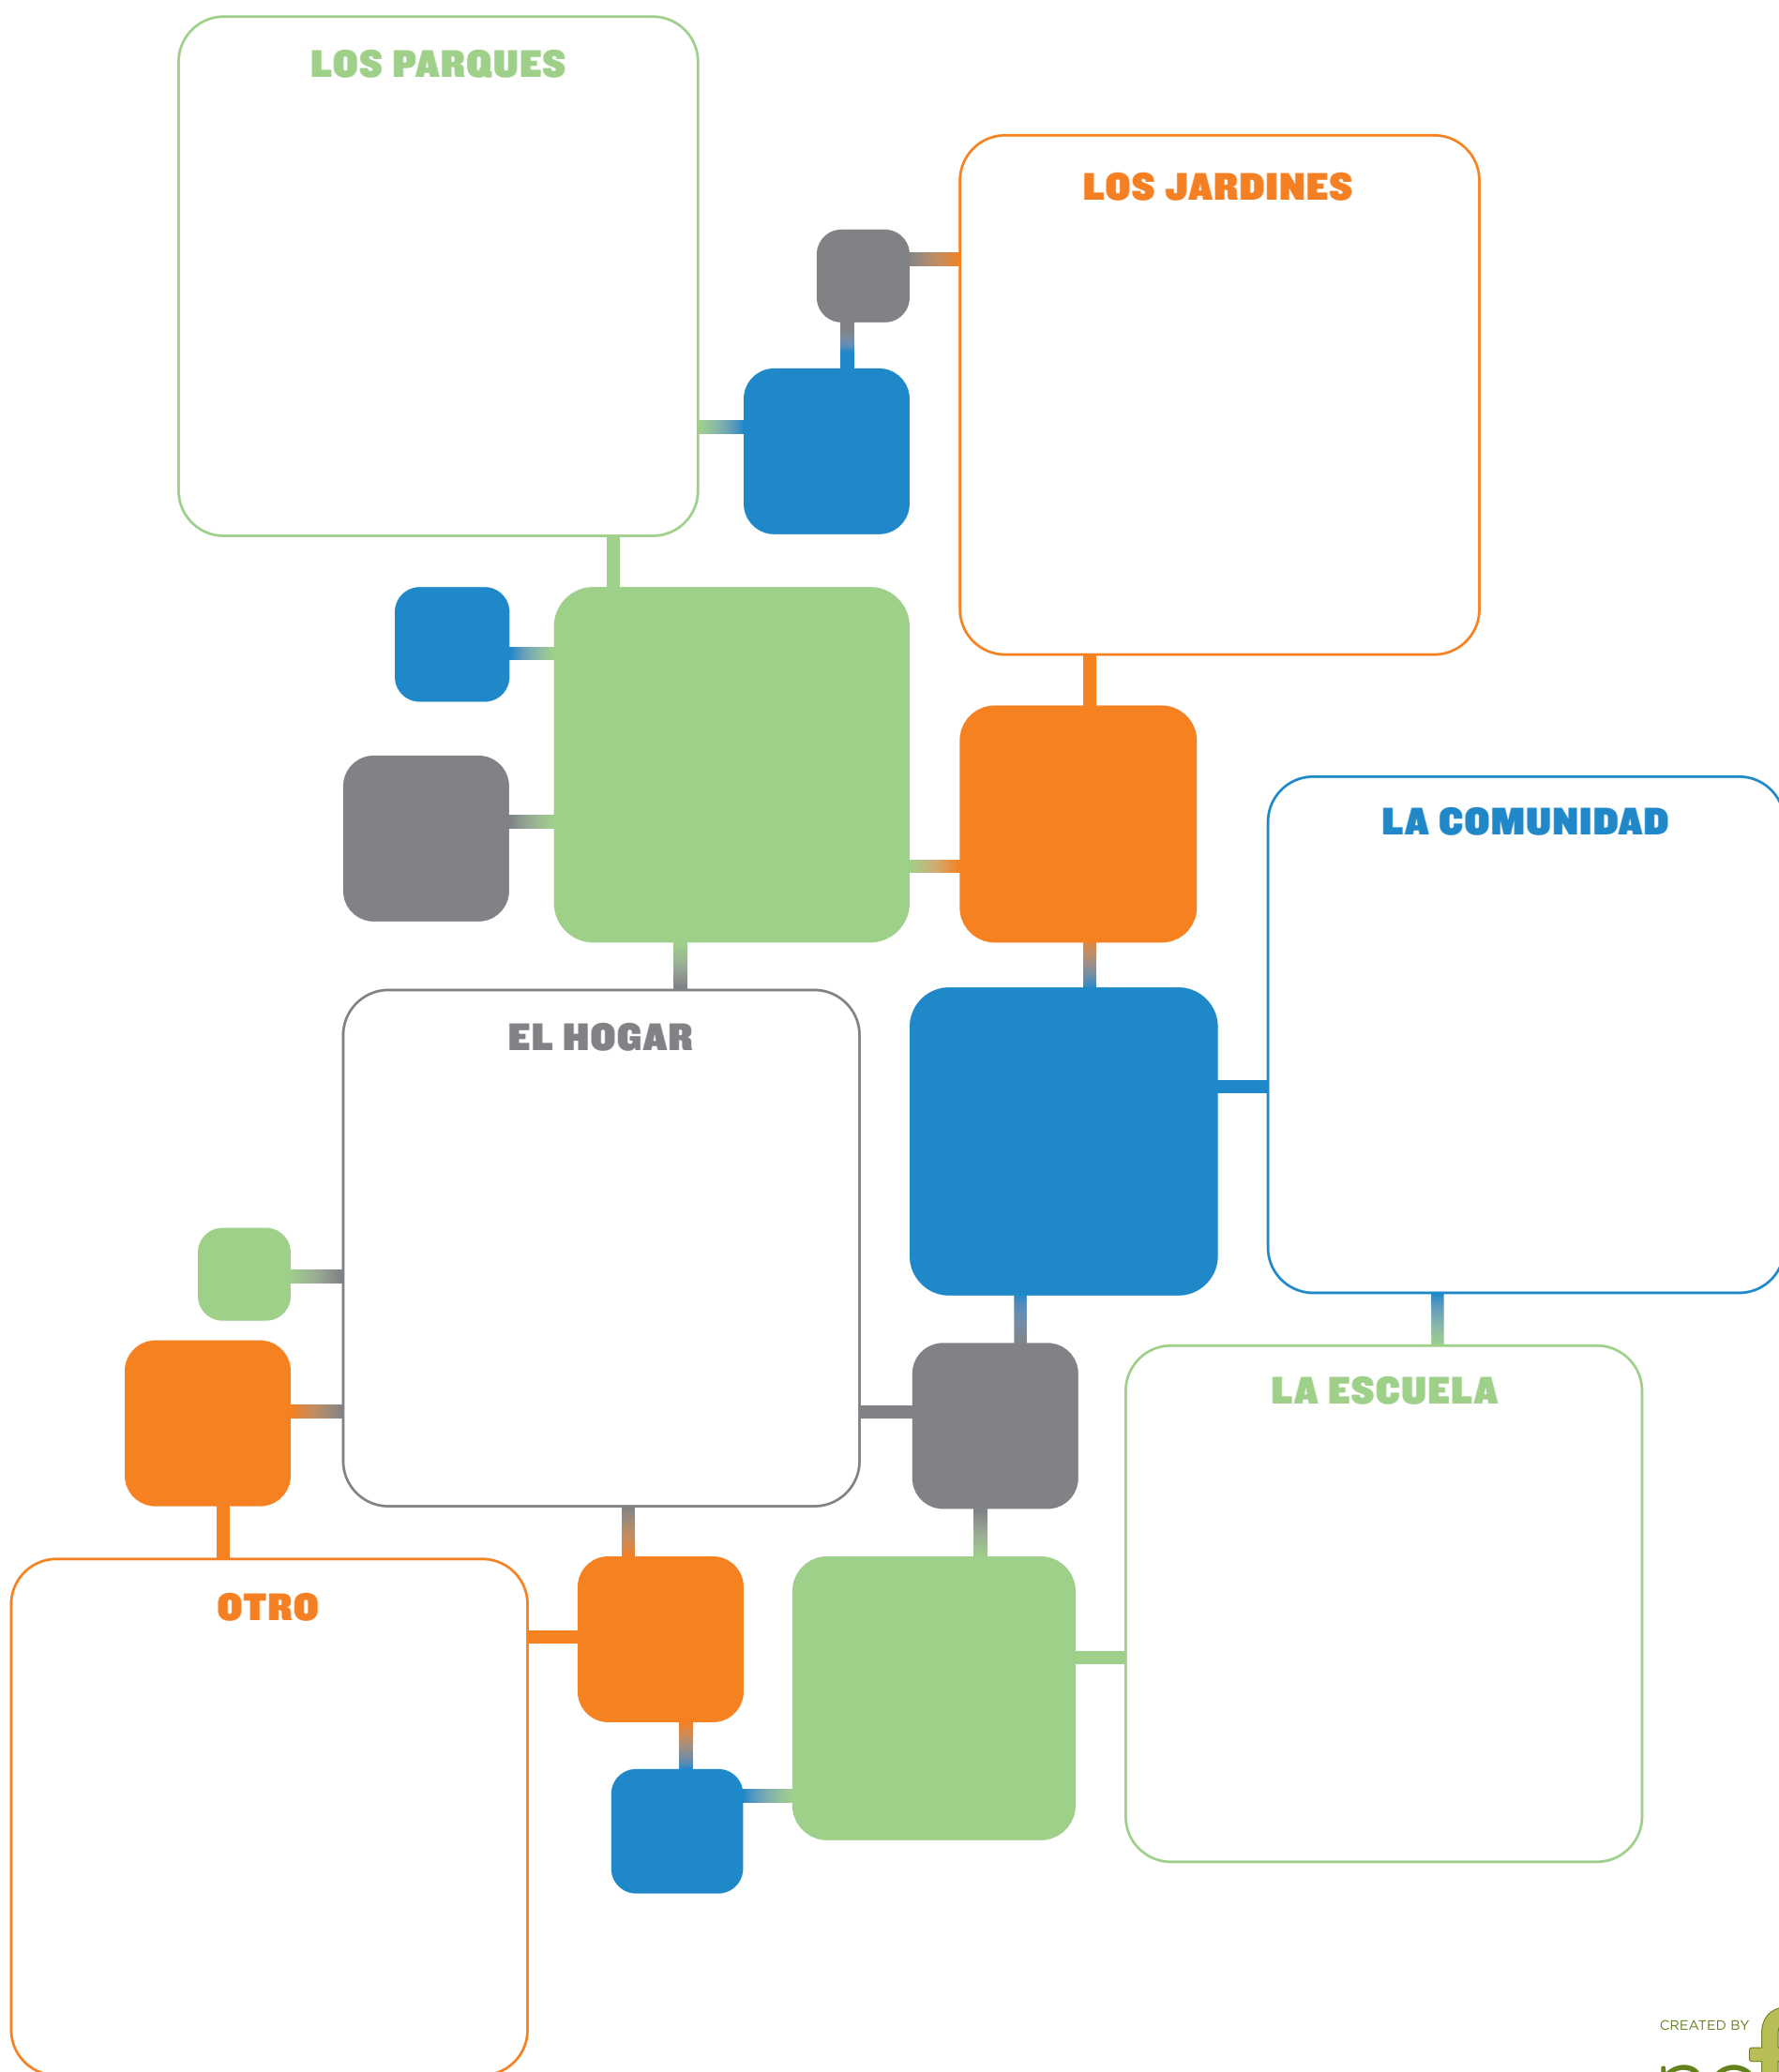 LOS PARQUES
LOS JARDINES
LA COMUNIDAD
EL HOGAR
LA ESCUELA
OTRO
CREATED BY